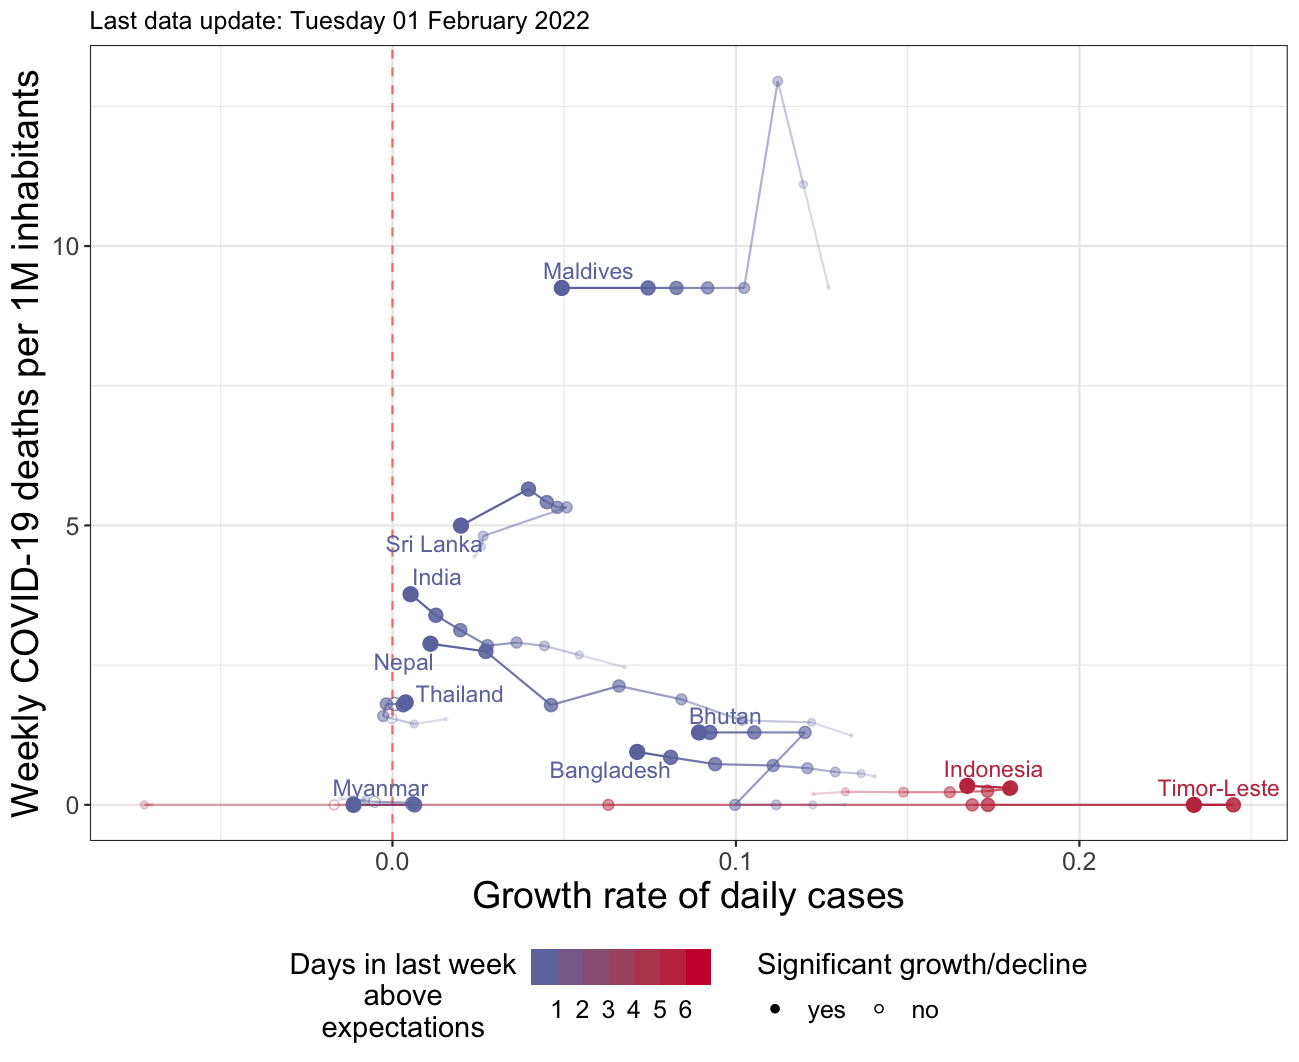 Last data update: Tuesday 01 February 2022
Weekly COVID-19 deaths per 1M inhabitants
10
5
0
Maldives
Sri Lanka
India
Nepal
Thailand
Bhutan
Bangladesh
Indonesia
Myanmar
Timor-Leste
0.0
0.1
0.2
Growth rate of daily cases
Days in last week
above
expectations
1 2 3 4 5 6
Significant growth/decline
yes
no